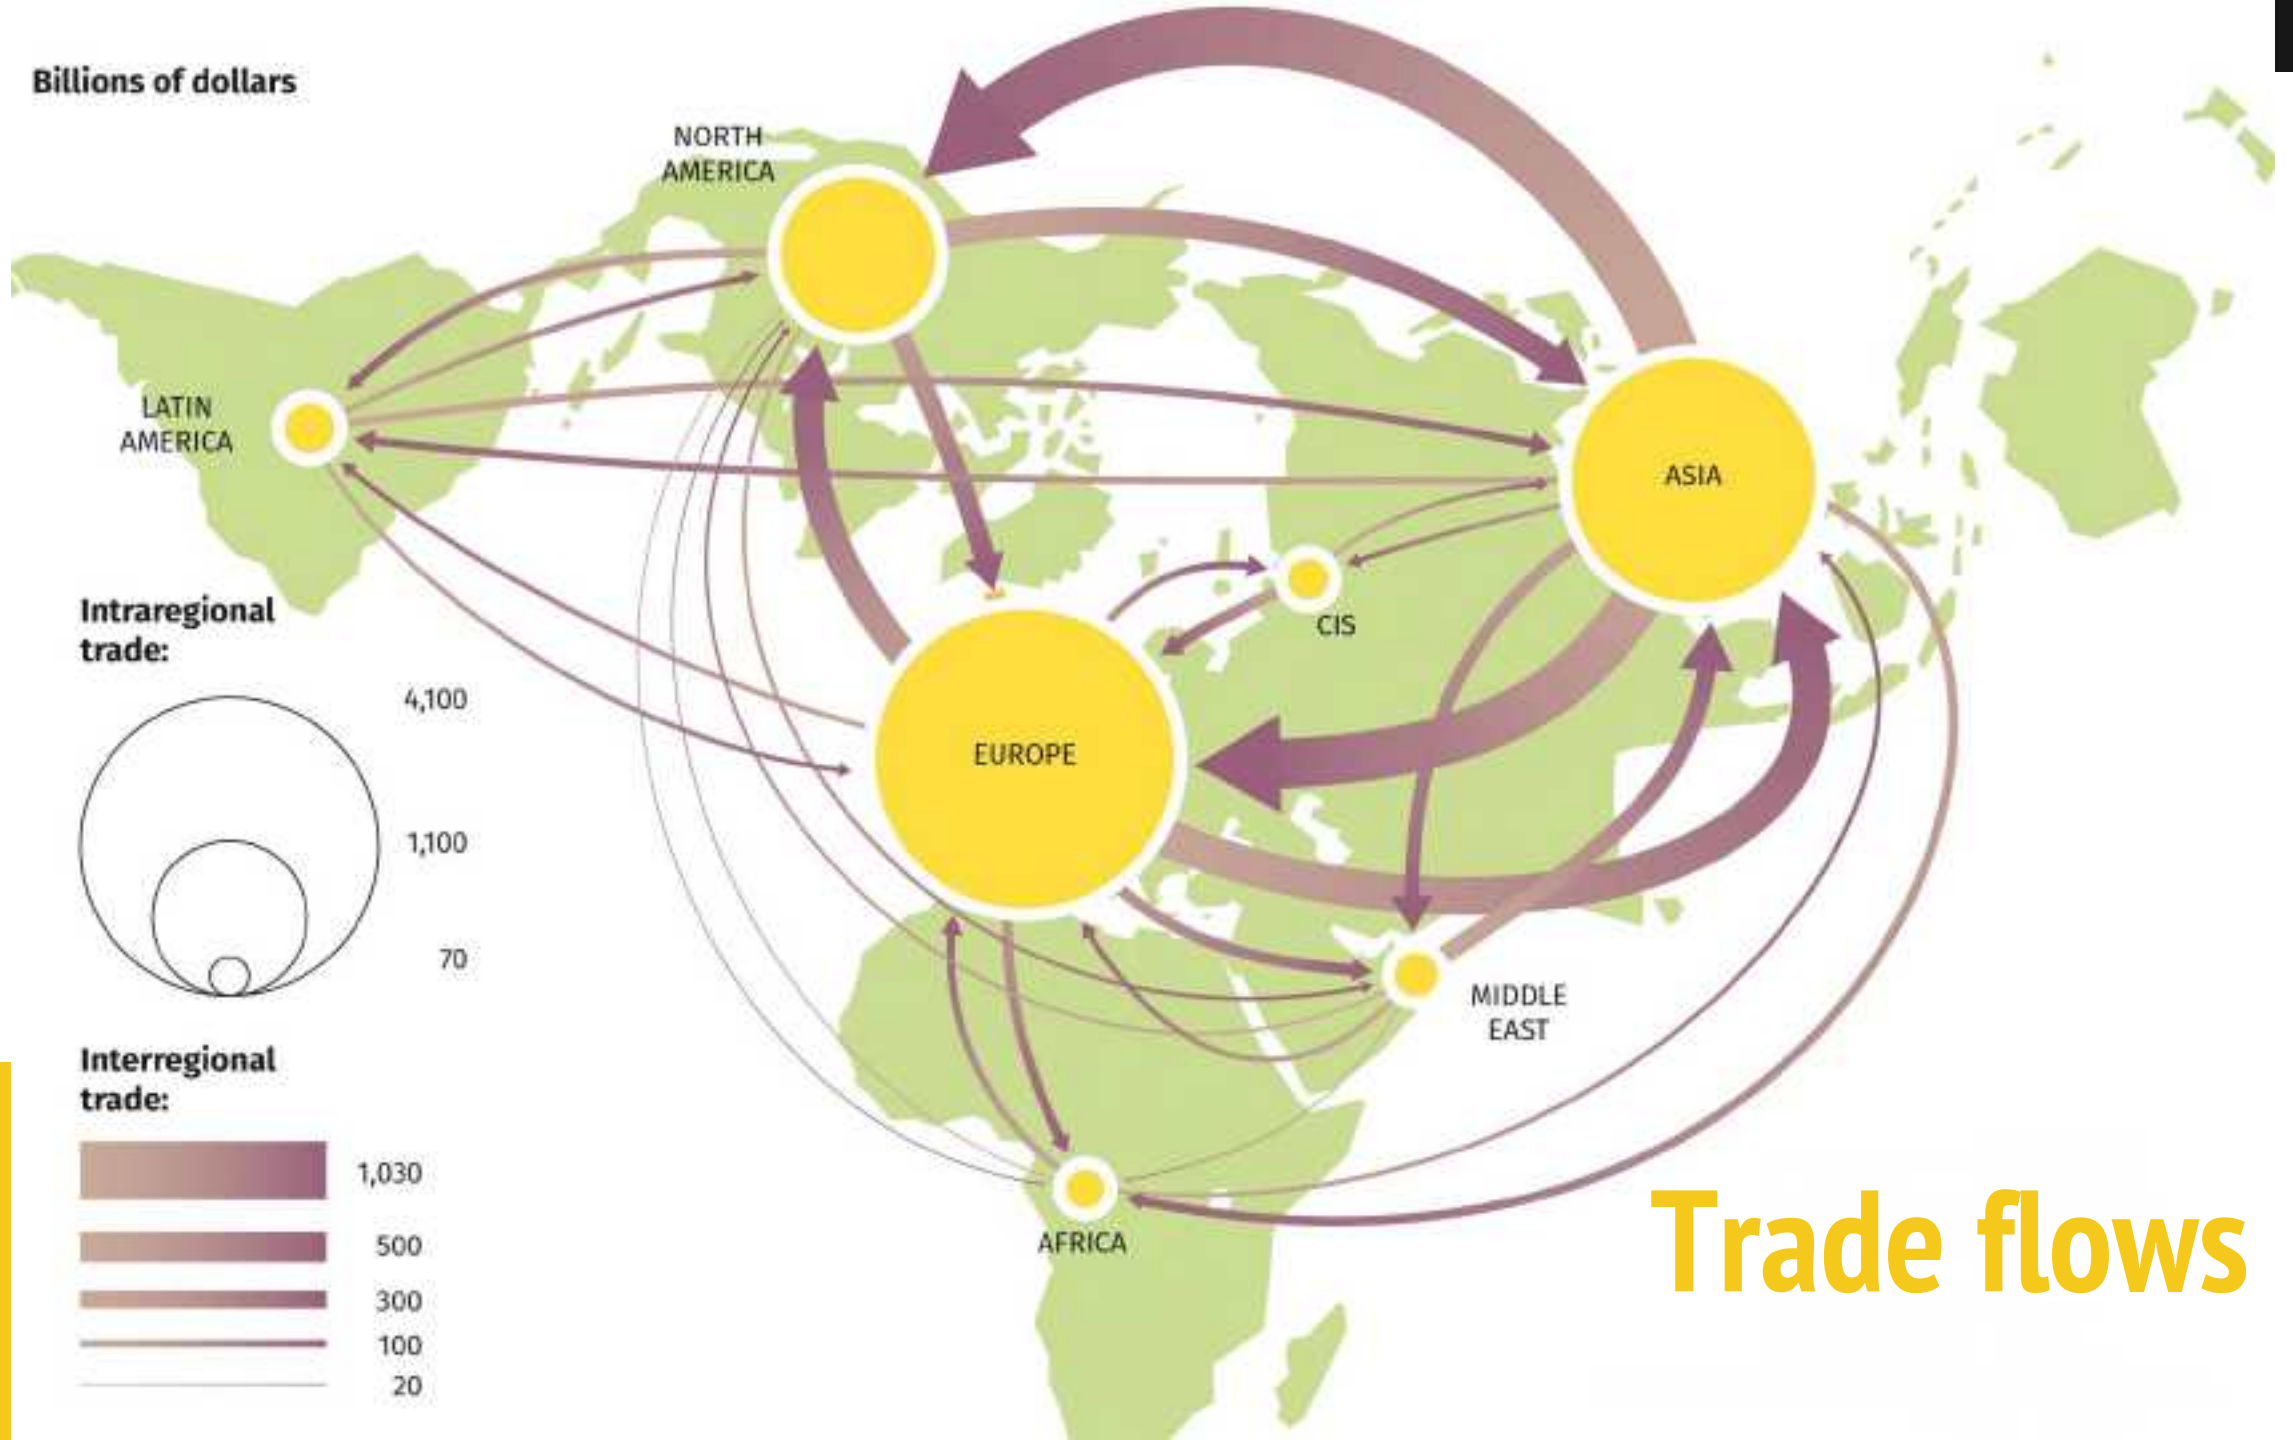 Billions of dollars
NORTH
AMERICA
LATIN
AMERICA
ASIA
CIS
EUROPE
MIDDLE
EAST
AFRICA
Intraregional
trade:
4,100
1,100
70
Interregional
trade:
1,030
500
300
100
20
Trade flows